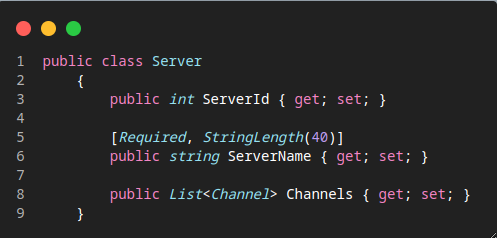 1 public class Server
2     {
3         public int ServerId { get; set; }
4
5         [Required, StringLength(40)]
6         public string ServerName { get; set; }
7
8         public List<Channel> Channels { get; set; }
9     }